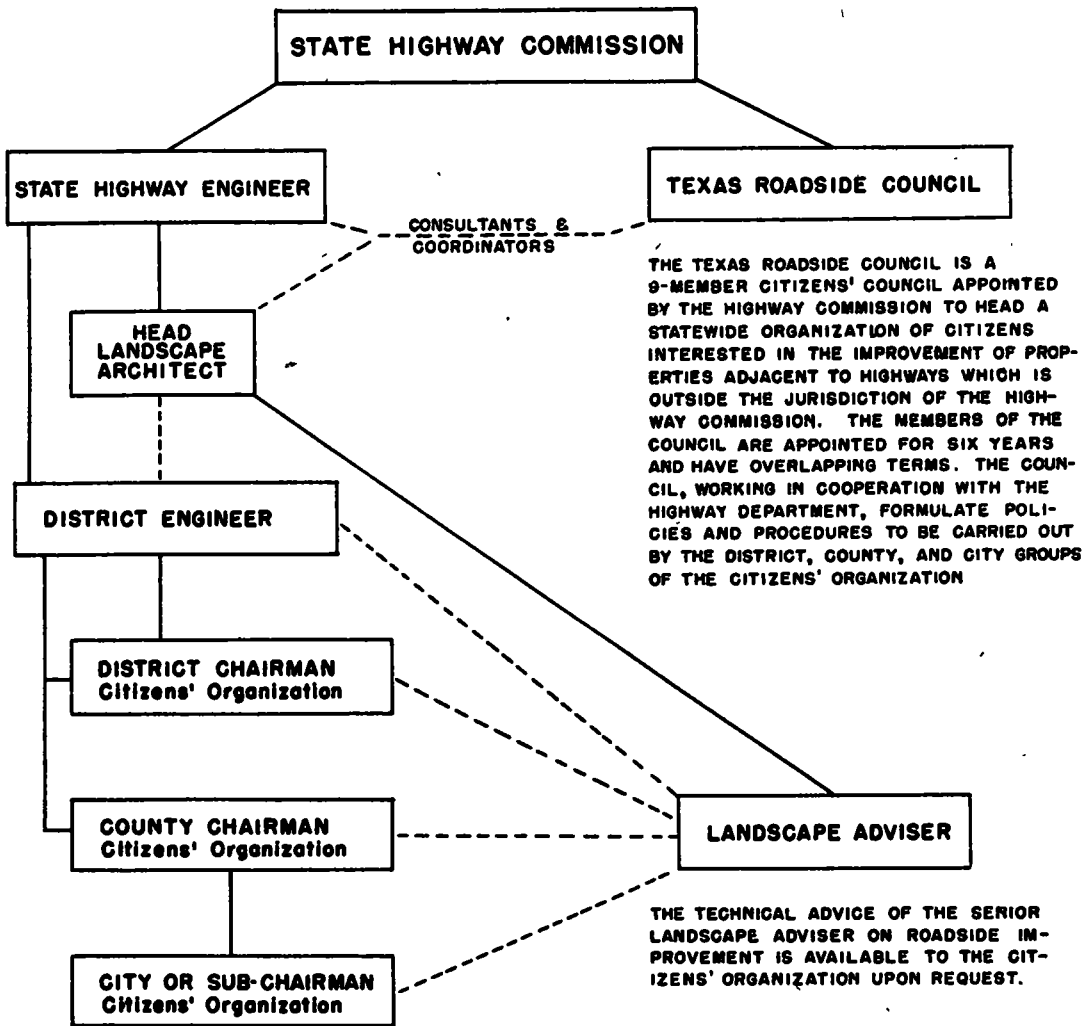 STATE HIGHWAY COMMISSION
STATE HIGHWAY ENGINEER
TEXAS ROADSIDE COUNCIL
CONSULTANTS &
COORDINATORS
THE TEXAS ROADSIDE COUNCIL IS A
9-MEMBER CITIZENS' COUNCIL APPOINTED
BY THE HIGHWAY COMMISSION TO HEAD A
STATEWIDE ORGANIZATION OF CITIZENS
INTERESTED IN THE IMPROVEMENT OF PROP-
ERTIES ADJACENT TO HIGHWAYS WHICH IS
OUTSIDE THE JURISDICTION OF THE HIGH-
WAY COMMISSION. THE MEMBERS OF THE
COUNCIL ARE APPOINTED FOR SIX YEARS
AND HAVE OVERLAPPING TERMS. THE COUN-
CIL, WORKING IN COOPERATION WITH THE
HIGHWAY DEPARTMENT, FORMULATE POLI-
CIES AND PROCEDURES TO BE CARRIED OUT
BY THE DISTRICT, COUNTY, AND CITY GROUPS
OF THE CITIZENS' ORGANIZATION
HEAD
LANDSCAPE
ARCHITECT
DISTRICT ENGINEER
DISTRICT CHAIRMAN
Citizens' Organization
COUNTY CHAIRMAN
Citizens' Organization
LANDSCAPE ADVISER
THE TECHNICAL ADVICE OF THE SERIOR
LANDSCAPE ADVISER ON ROADSIDE IM-
PROVEMENT IS AVAILABLE TO THE CIT-
IZENS' ORGANIZATION UPON REQUEST.
CITY OR SUB-CHAIRMAN
Citizens' Organization